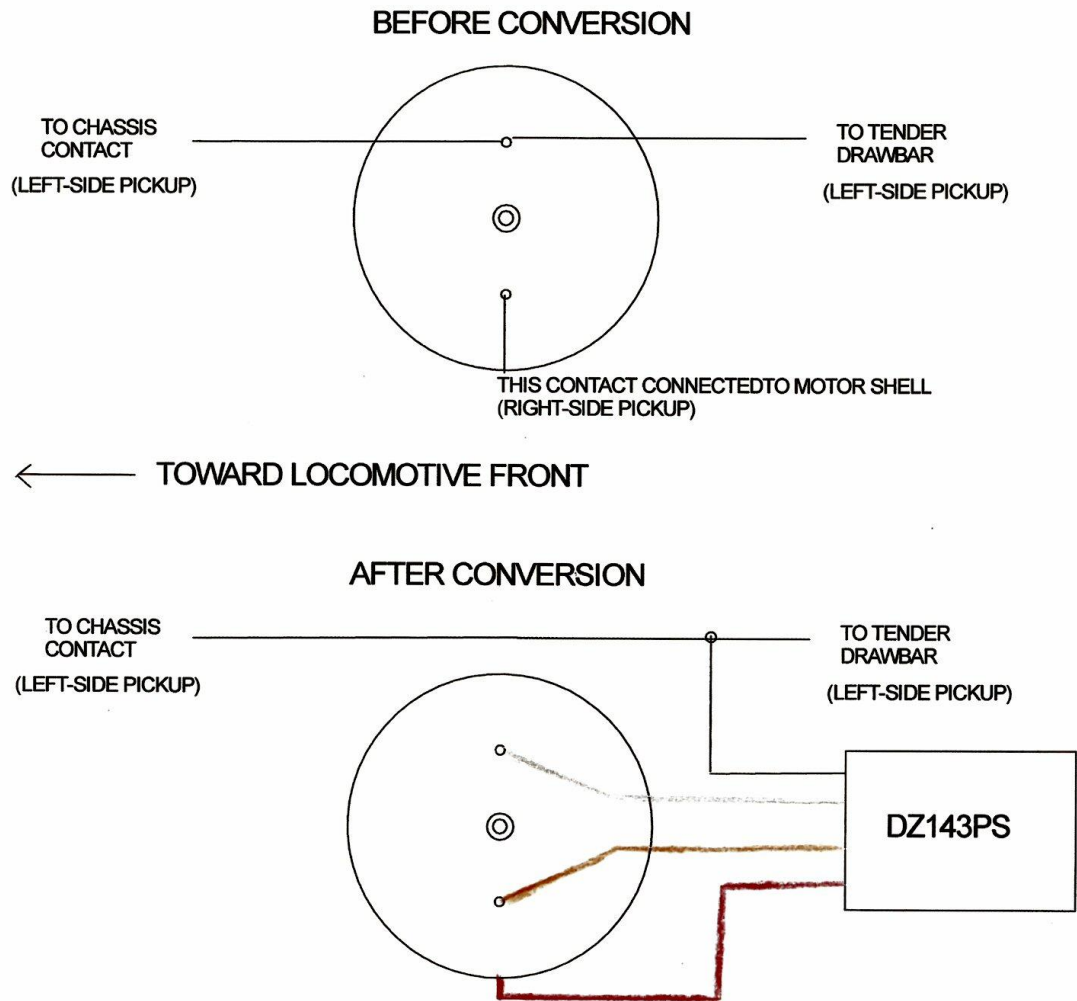 BEFORE CONVERSION
TO CHASSIS
CONTACT
(LEFT-SIDE PICKUP)
TO TENDER
DRAWBAR
(LEFT-SIDE PICKUP)
THIS CONTACT CONNECTEDTO MOTOR SHELL
(RIGHT-SIDE PICKUP)
TOWARD LOCOMOTIVE FRONT
AFTER CONVERSION
TO CHASSIS
CONTACT
(LEFT-SIDE PICKUP)
TO TENDER
DRAWBAR
(LEFT-SIDE PICKUP)
DZ143PS